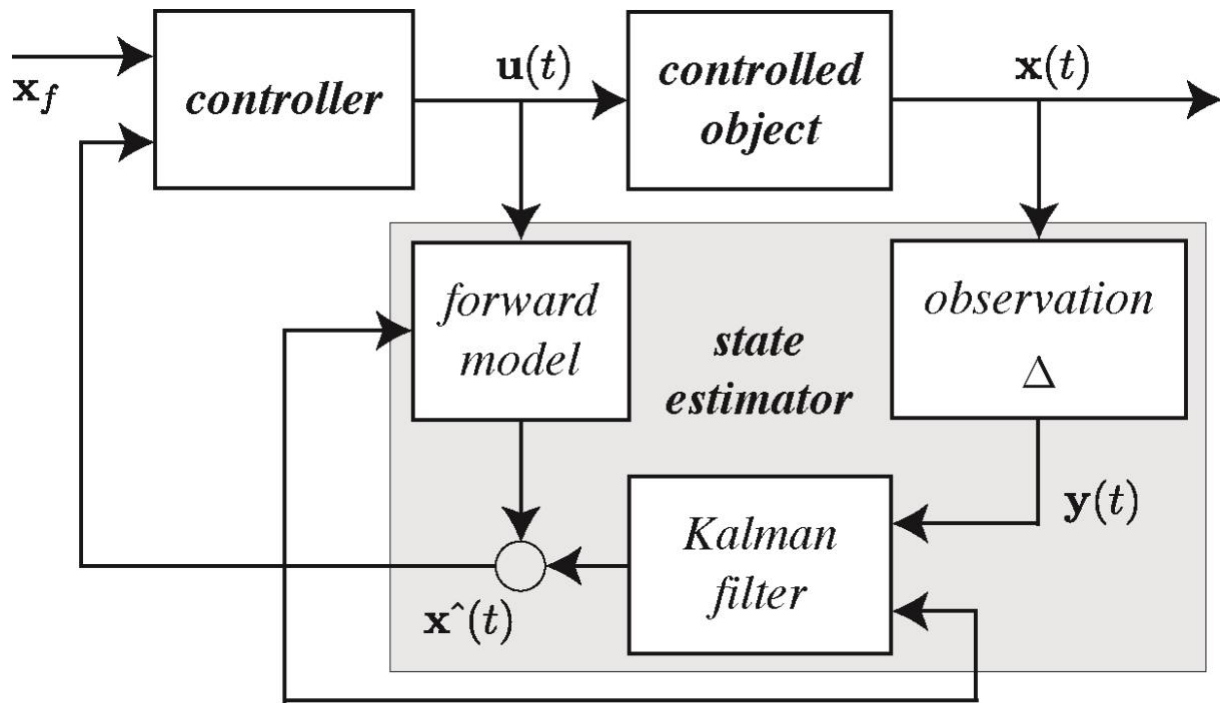 x_f
controller
u(t)
controlled
object
x(t)
forward
model
state
estimator
observation
Δ
Kalman
filter
y(t)
x^(t)